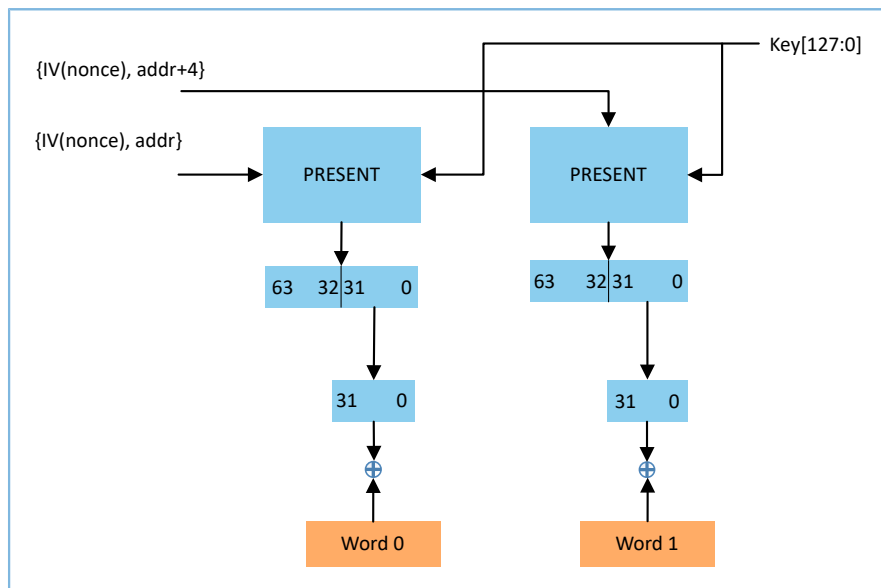 Key[127:0]
{IV(nonce), addr+4}
{IV(nonce), addr}
PRESENT
PRESENT
63 32 31 0
63 32 31 0
31 0
31 0
Word 0
Word 1